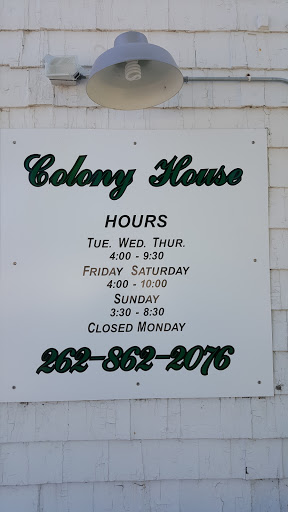 Colony House
HOURS
TUE. WED. THUR.
4:00 - 9:30
FRIDAY SATURDAY
4:00 - 10:00
SUNDAY
3:30 - 8:30
CLOSED MONDAY
262-862-2076